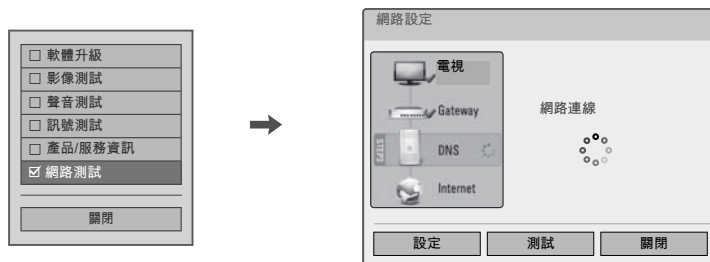 軟體升級
影像測試
聲音測試
訊號測試
產品/服務資訊
網路測試
關閉
網路設定
電視
Gateway
STEP3
DNS
Internet
網路連線
設定
測試
關閉